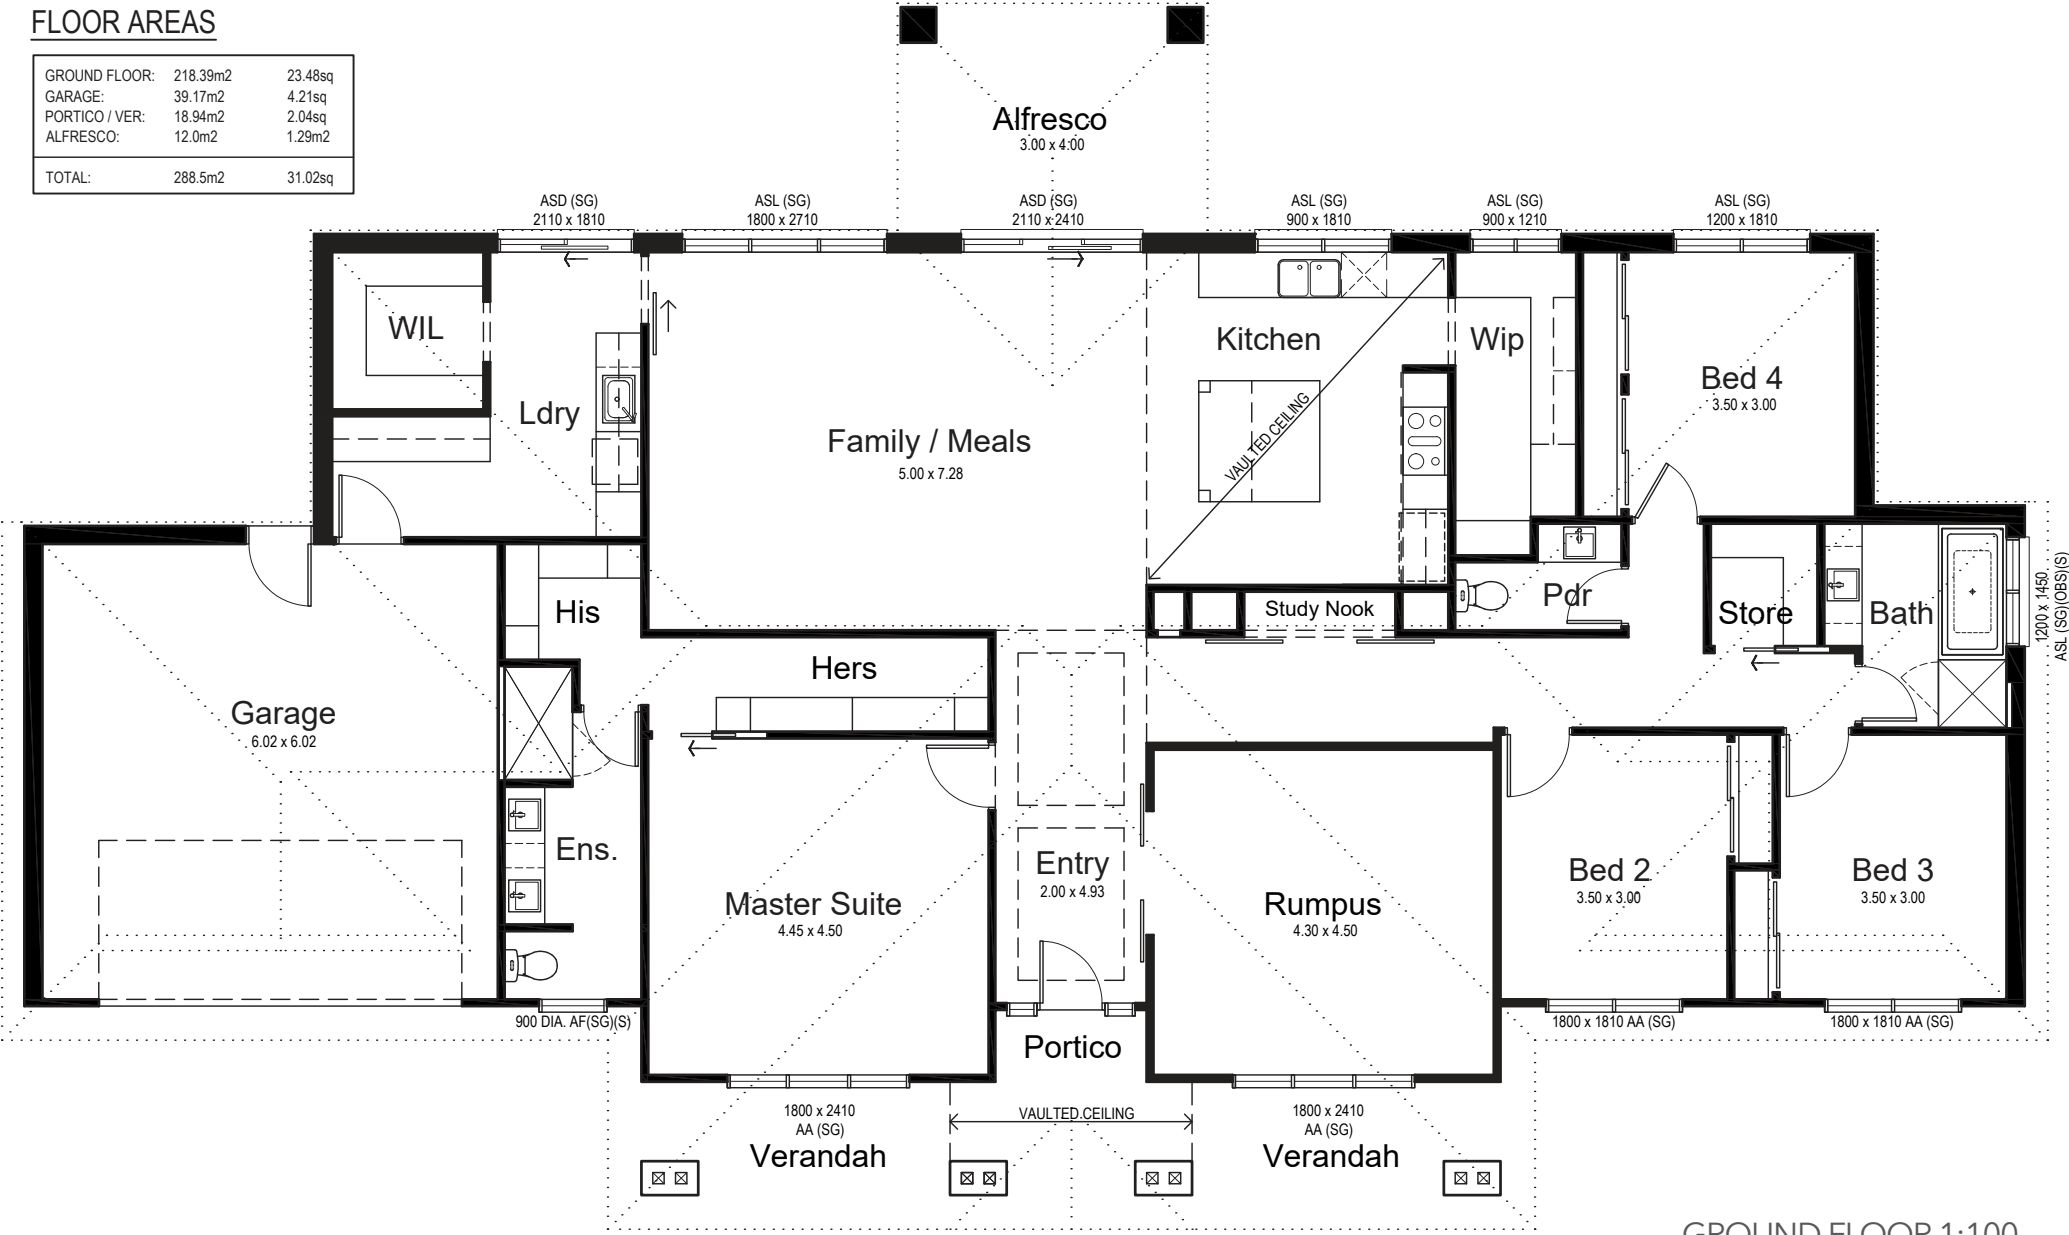 FLOOR AREAS
GROUND FLOOR: 218.39m2 23.48sq
GARAGE: 39.17m2 4.21sq
PORTICO / VER: 18.94m2 2.04sq
ALFRESCO: 12.0m2 1.29m2
TOTAL: 288.5m2 31.02sq
Alfresco
3.00 x 4.00
ASD (SG)
2110 x 1810
ASL (SG)
1800 x 2710
ASD (SG)
2110 x 2410
ASL (SG)
900 x 1810
ASL (SG)
900 x 1210
ASL (SG)
1200 x 1810
WIL
Ldry
Family / Meals
5.00 x 7.28
Kitchen
VAULTED CEILING
Wip
Bed 4
3.50 x 3.00
His
Hers
Study Nook
Pdr
Store
Bath
1200 x 1450
ASL (SG)(OBS)(S)
Garage
6.02 x 6.02
Ens.
Master Suite
4.45 x 4.50
Entry
2.00 x 4.93
Rumpus
4.30 x 4.50
Bed 2
3.50 x 3.00
Bed 3
3.50 x 3.00
900 DIA. AF(SG)(S)
Portico
1800 x 1810 AA (SG)
1800 x 1810 AA (SG)
1800 x 2410
AA (SG)
Verandah
VAULTED CEILING
1800 x 2410
AA (SG)
Verandah
GROUND FLOOR 1:100